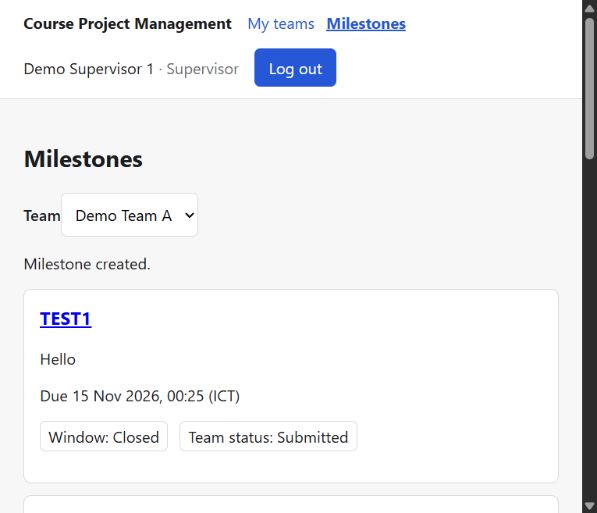 Course Project Management My teams Milestones
Demo Supervisor 1 · Supervisor Log out
Milestones
Team Demo Team A
Milestone created.
TEST1
Hello
Due 15 Nov 2026, 00:25 (ICT)
Window: Closed Team status: Submitted